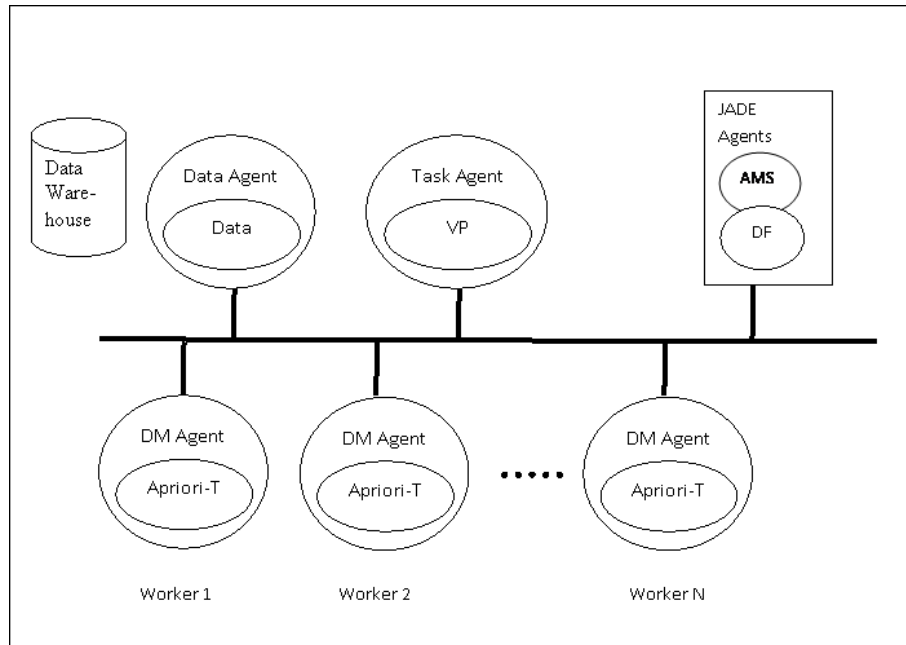 Data
Ware-
house
Data Agent
Data
Task Agent
VP
JADE
Agents
AMS
DF
DM Agent
Apriori-T
Worker 1
DM Agent
Apriori-T
Worker 2
DM Agent
Apriori-T
Worker N